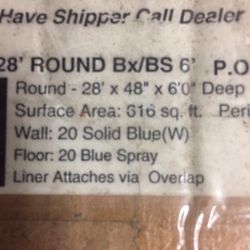 Have Shipper Call Dealer
28' ROUND Bx/BS 6' P.O
Round - 28' x 48" x 6'0" Deep
Surface Area: 616 sq. ft. Peri
Wall: 20 Solid Blue(W)
Floor: 20 Blue Spray
Liner Attaches via Overlap